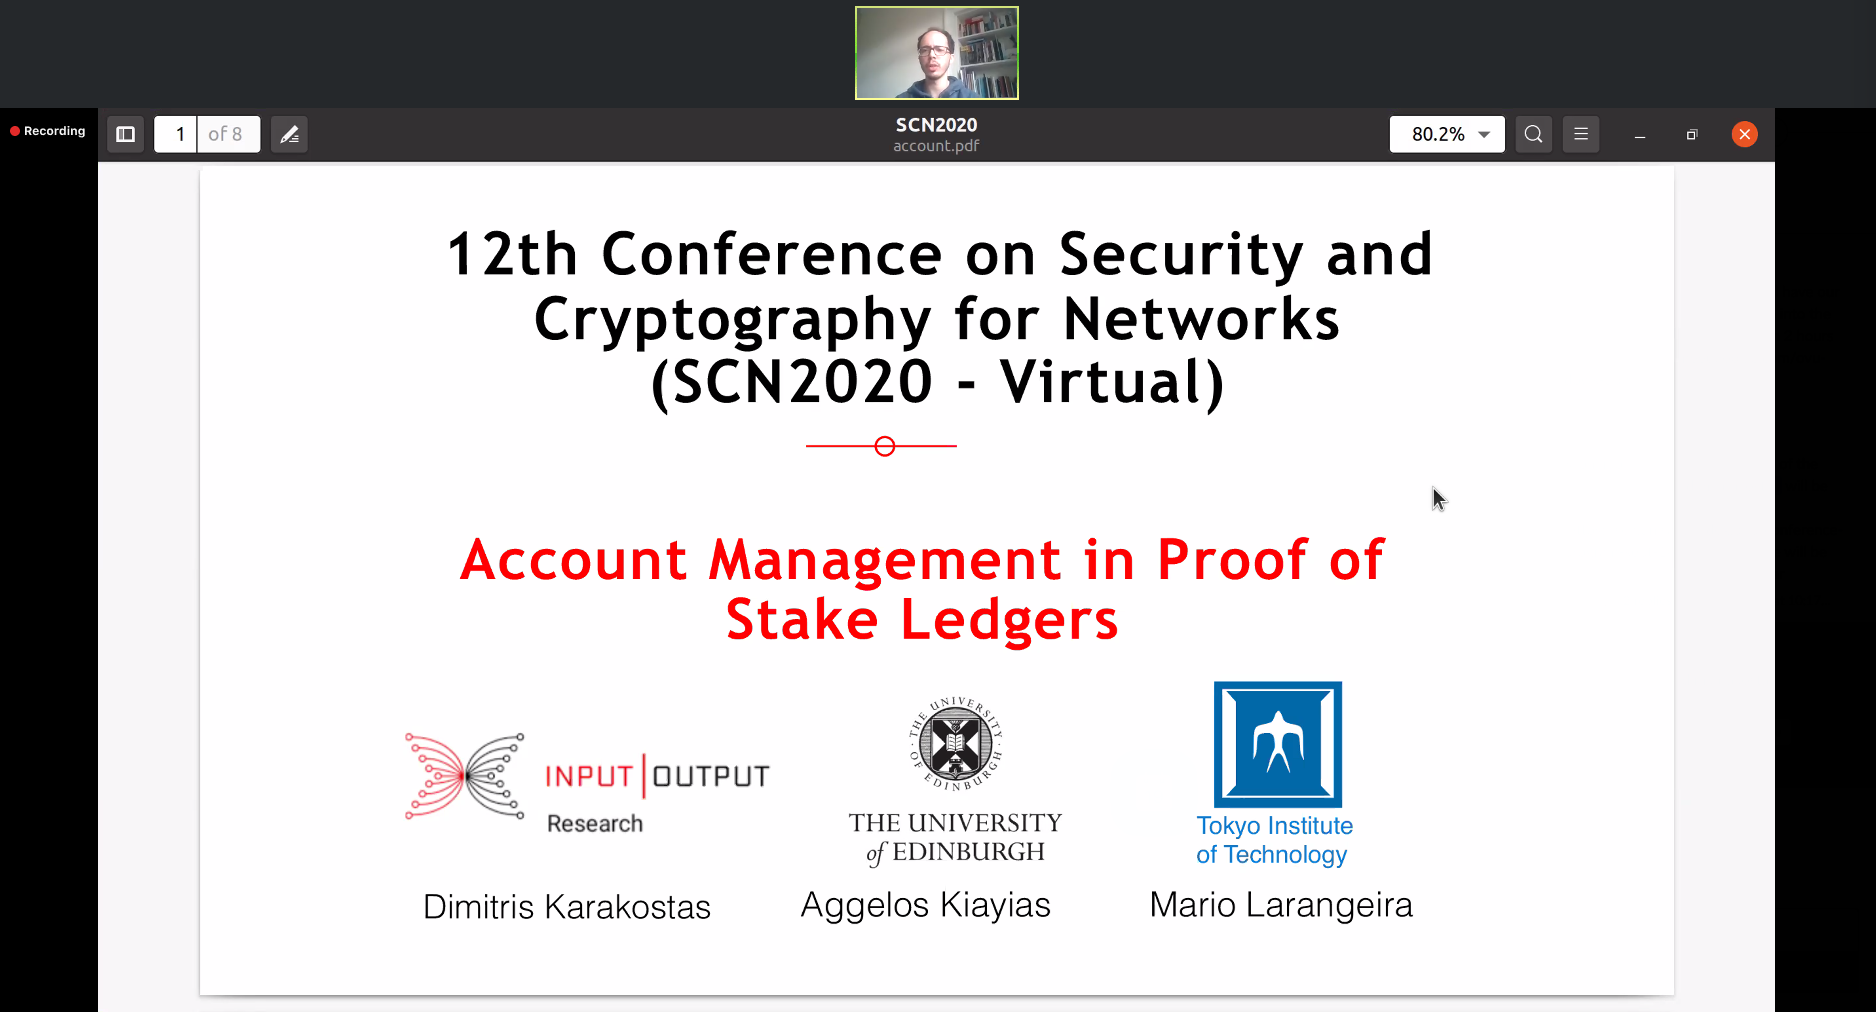 Recording
1 of 8
SCN2020
account.pdf
80.2%
12th Conference on Security and
Cryptography for Networks
(SCN2020 - Virtual)
Account Management in Proof of
Stake Ledgers
INPUT|OUTPUT
Research
THE UNIVERSITY OF EDINBURGH
THE UNIVERSITY
of EDINBURGH
Tokyo Institute
of Technology
Dimitris Karakostas
Aggelos Kiayias
Mario Larangeira